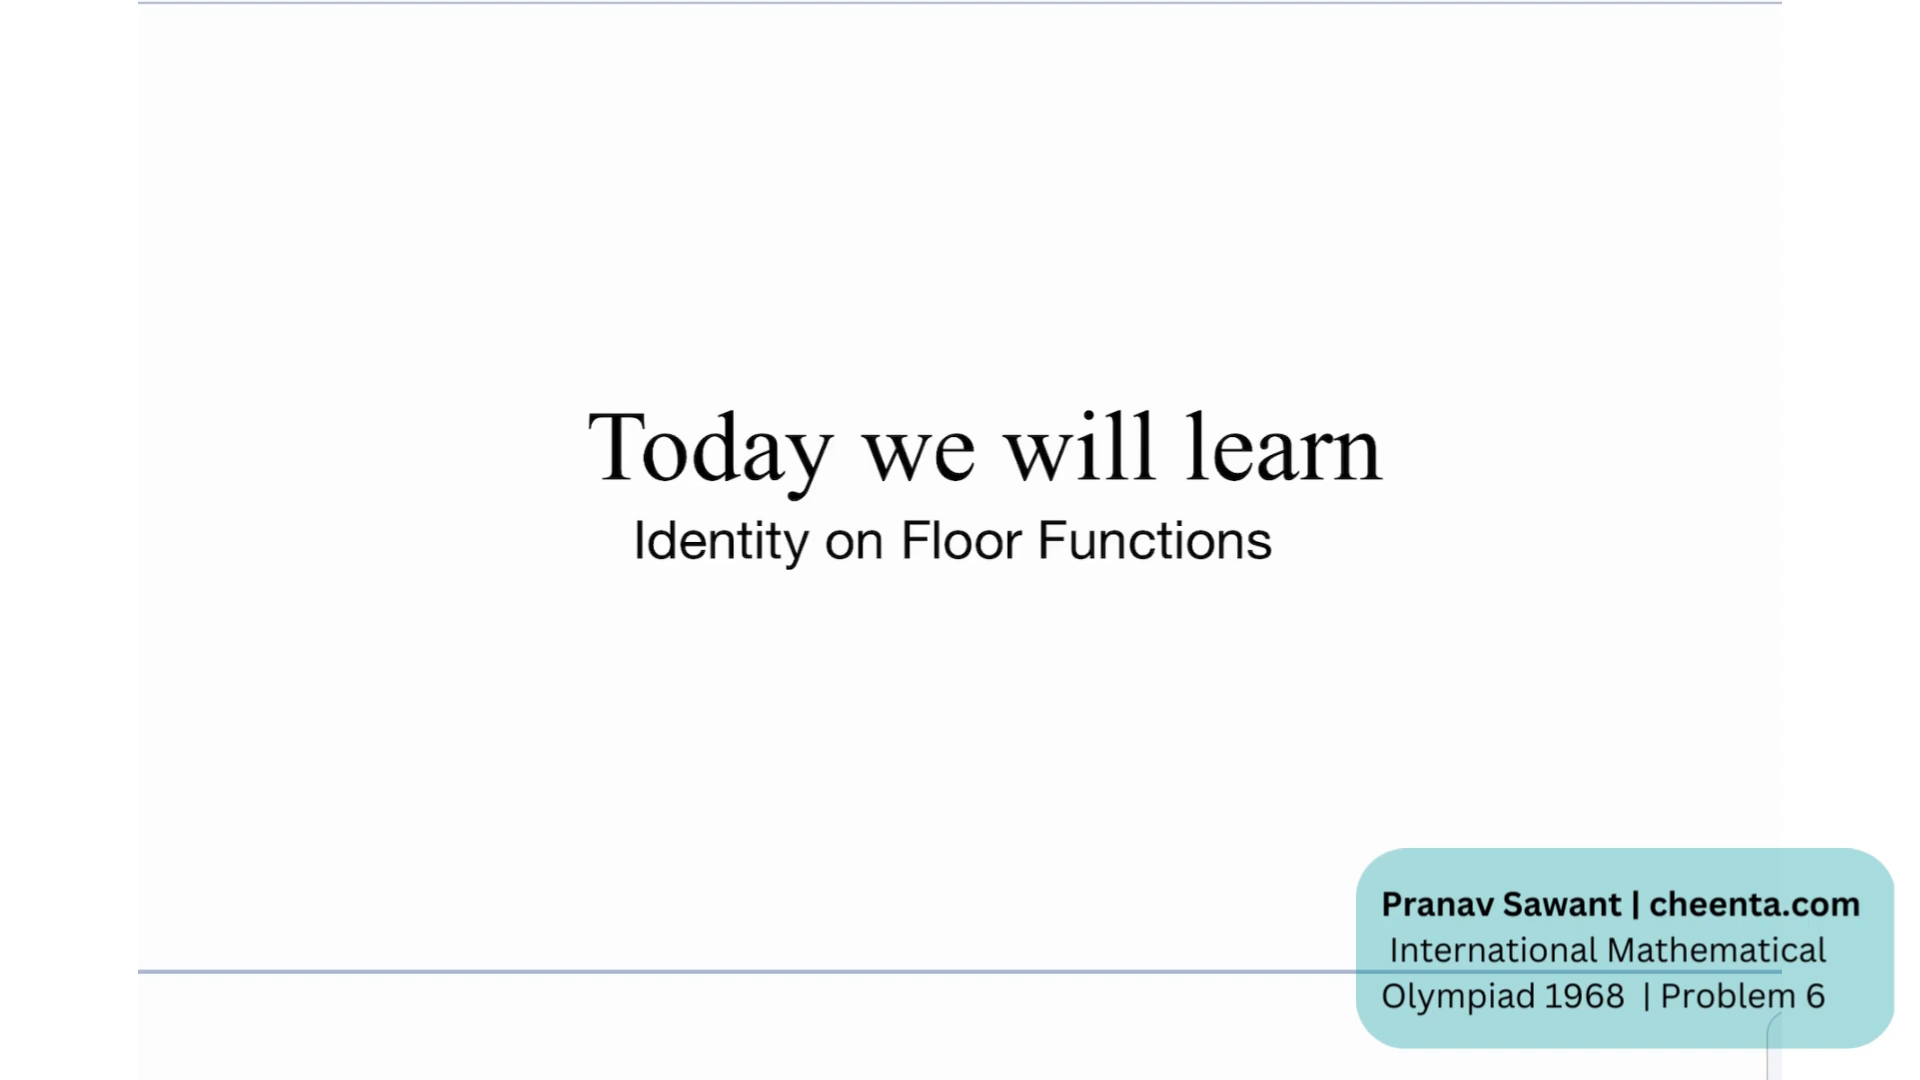 Today we will learn
Identity on Floor Functions
Pranav Sawant | cheenta.com
International Mathematical
Olympiad 1968 | Problem 6